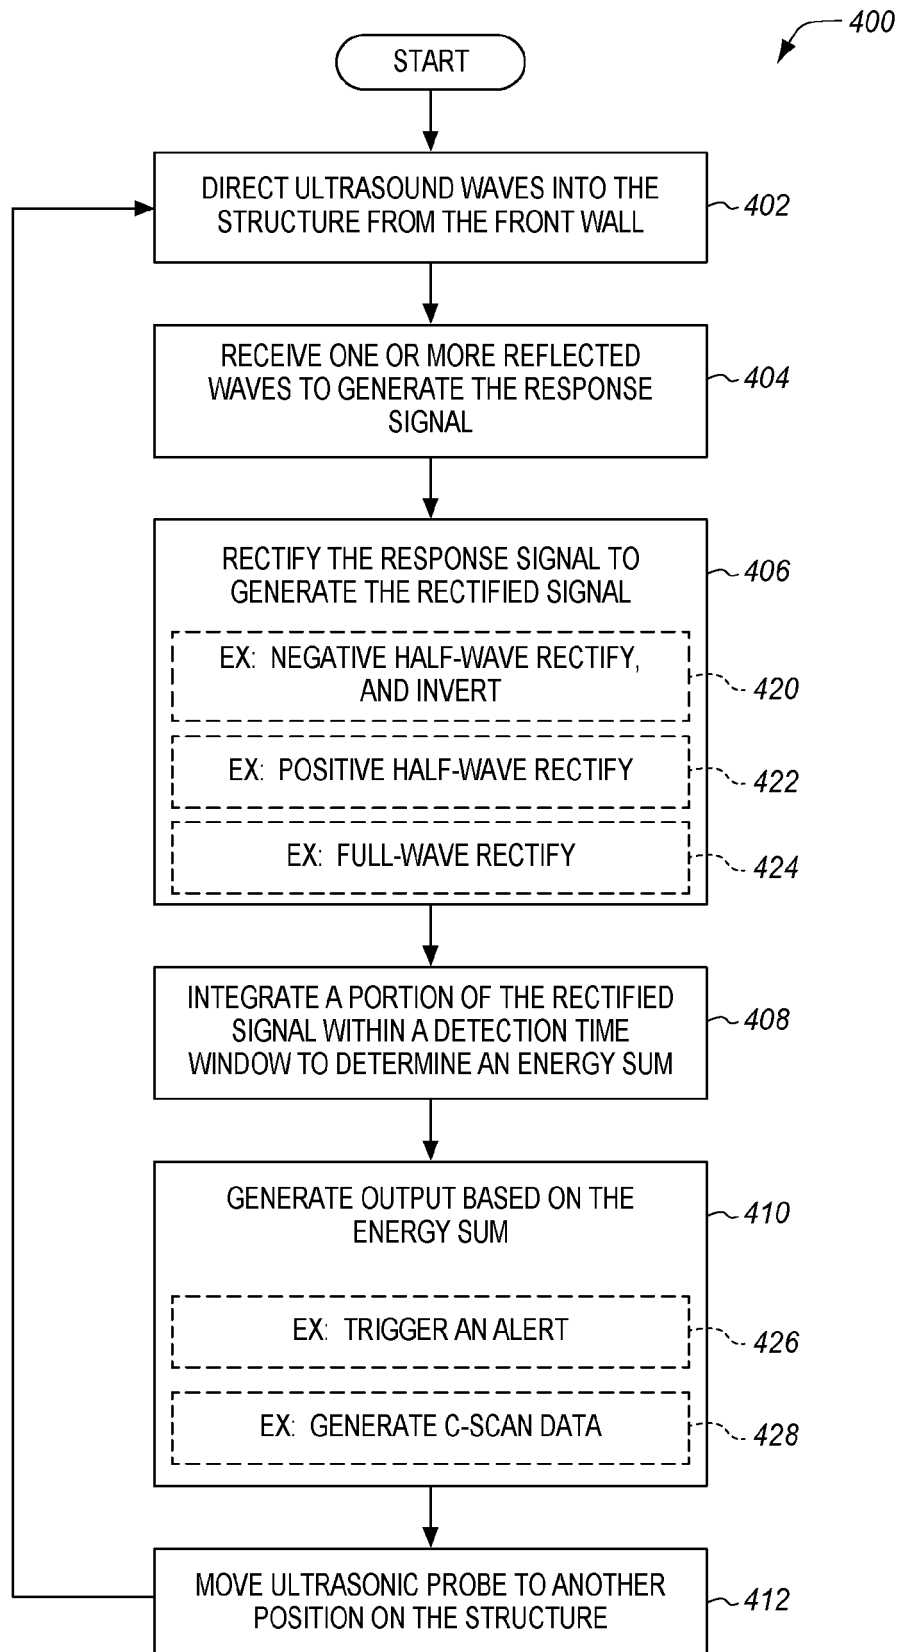 400
START
DIRECT ULTRASOUND WAVES INTO THE
STRUCTURE FROM THE FRONT WALL
402
RECEIVE ONE OR MORE REFLECTED
WAVES TO GENERATE THE RESPONSE
SIGNAL
404
RECTIFY THE RESPONSE SIGNAL TO
GENERATE THE RECTIFIED SIGNAL
406
EX: NEGATIVE HALF-WAVE RECTIFY,
AND INVERT
420
EX: POSITIVE HALF-WAVE RECTIFY
422
EX: FULL-WAVE RECTIFY
424
INTEGRATE A PORTION OF THE RECTIFIED
SIGNAL WITHIN A DETECTION TIME
WINDOW TO DETERMINE AN ENERGY SUM
408
GENERATE OUTPUT BASED ON THE
ENERGY SUM
410
EX: TRIGGER AN ALERT
426
EX: GENERATE C-SCAN DATA
428
MOVE ULTRASONIC PROBE TO ANOTHER
POSITION ON THE STRUCTURE
412